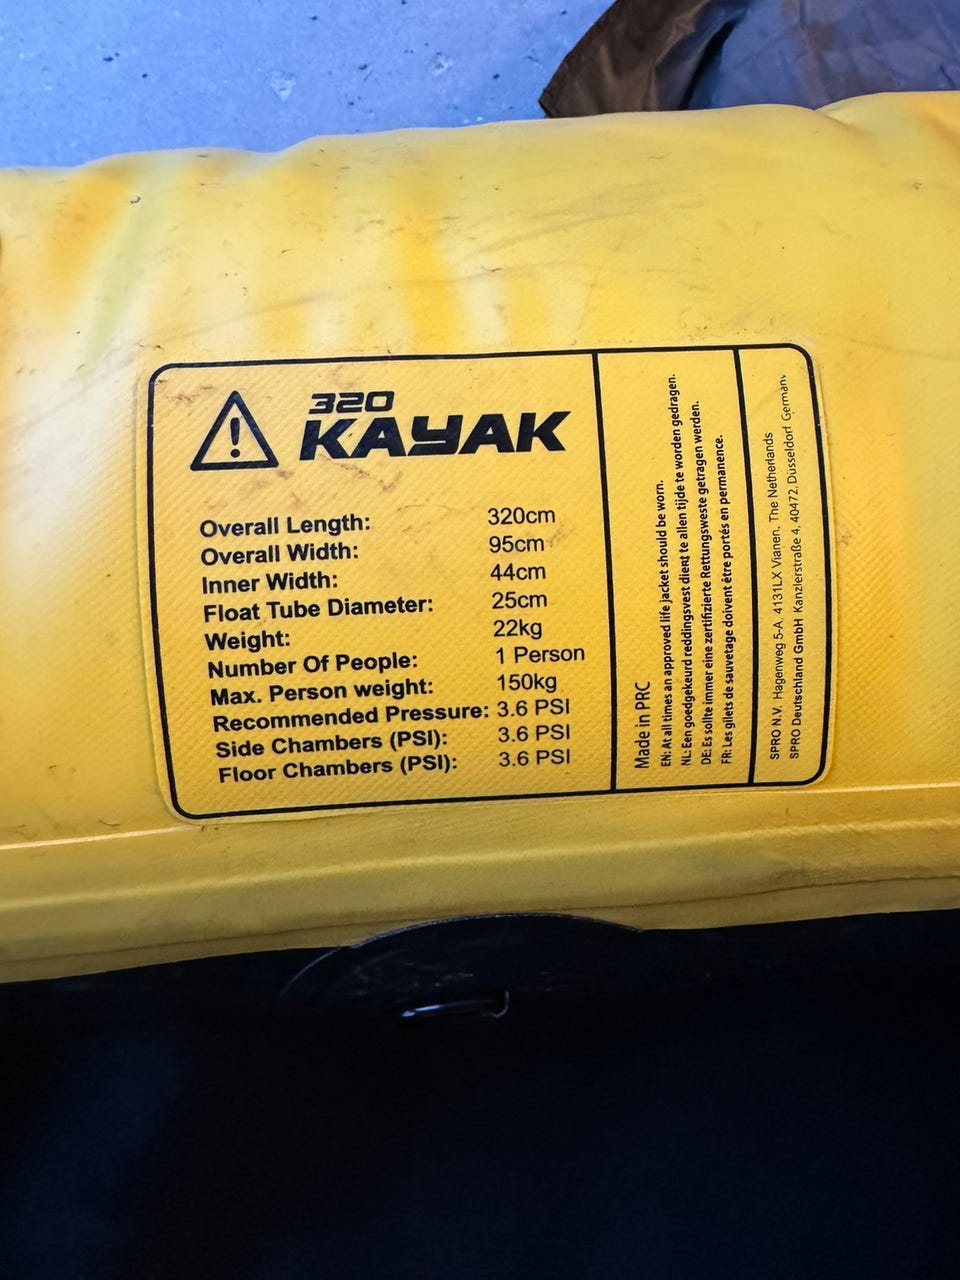 320
KAYAK
Overall Length: 320cm
Overall Width: 95cm
Inner Width: 44cm
Float Tube Diameter: 25cm
Weight: 22kg
Number Of People: 1 Person
Max. Person weight: 150kg
Recommended Pressure: 3.6 PSI
Side Chambers (PSI): 3.6 PSI
Floor Chambers (PSI): 3.6 PSI
Made in PRC
EN: At all times an approved life jacket should be worn.
NL: Een goedgekeurd reddingsvest dient te allen tijde te worden gedragen.
DE: Es sollte immer eine zertifizierte Rettungsweste getragen werden.
FR: Les gilets de sauvetage doivent être portés en permanence.
SPRO N.V. Hagenweg 5-A, 4131LX Vianen, The Netherlands
SPRO Deutschland GmbH Kanzlerstraße 4, 40472, Düsseldorf Germany